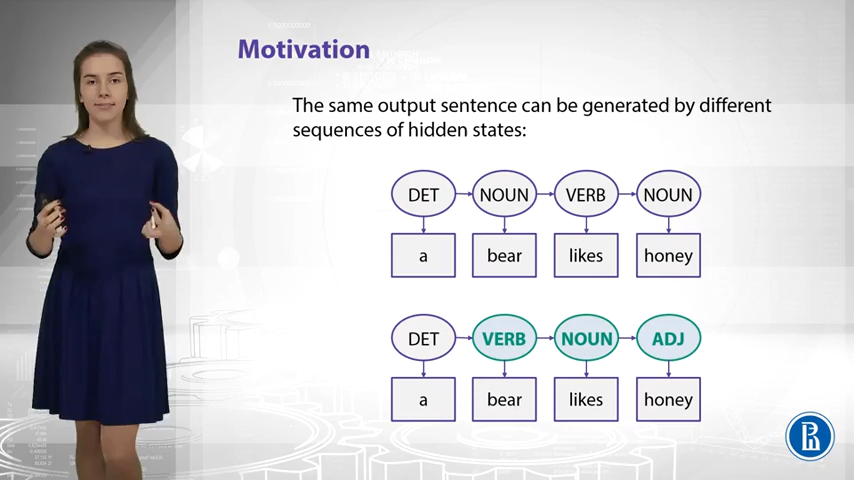 Motivation
The same output sentence can be generated by different
sequences of hidden states:
DET NOUN VERB NOUN
a bear likes honey
DET VERB NOUN ADJ
a bear likes honey